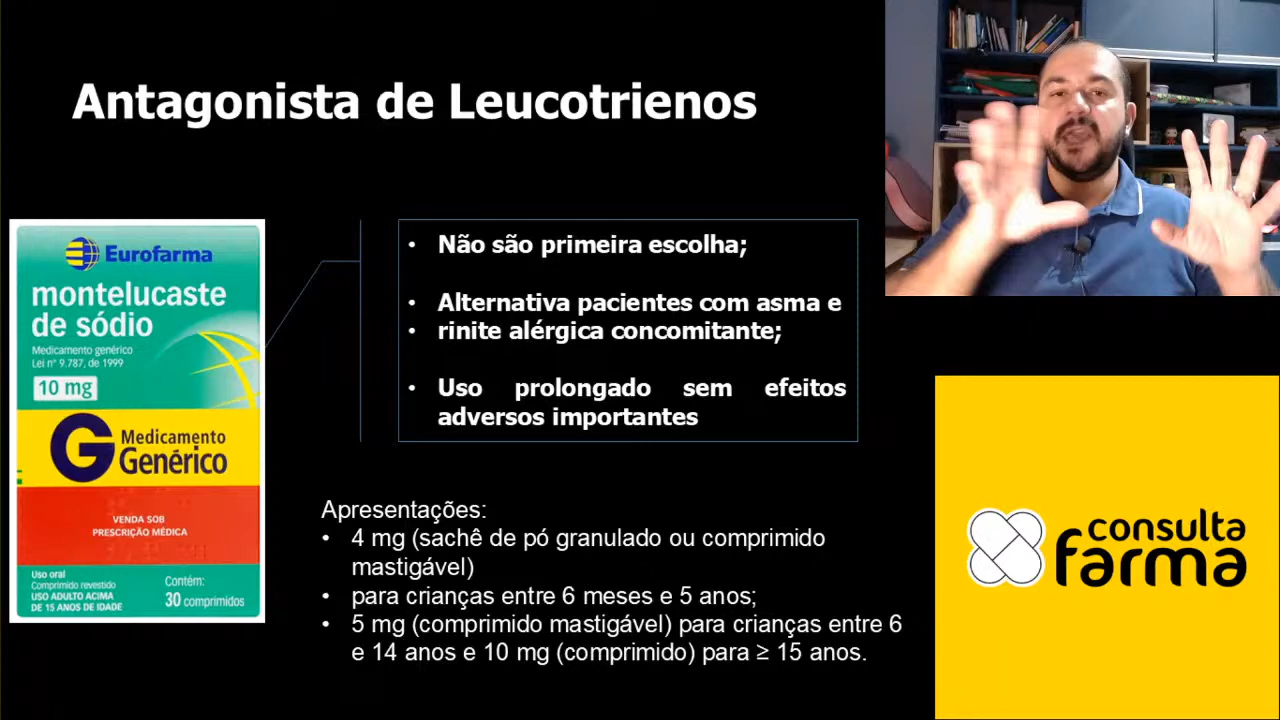 Antagonista de Leucotrienos
Eurofarma
montelucaste
de sódio
Medicamento genérico
Lei nº 9.787, de 1999
10 mg
G Medicamento
Genérico
VENDA SOB
PRESCRIÇÃO MÉDICA
Uso oral
Comprimido revestido
USO ADULTO ACIMA
DE 15 ANOS DE IDADE
Contém:
30 comprimidos
• Não são primeira escolha;
• Alternativa pacientes com asma e
• rinite alérgica concomitante;
• Uso prolongado sem efeitos
adversos importantes
Apresentações:
• 4 mg (sachê de pó granulado ou comprimido
mastigável)
• para crianças entre 6 meses e 5 anos;
• 5 mg (comprimido mastigável) para crianças entre 6
e 14 anos e 10 mg (comprimido) para ≥ 15 anos.
consulta
farma